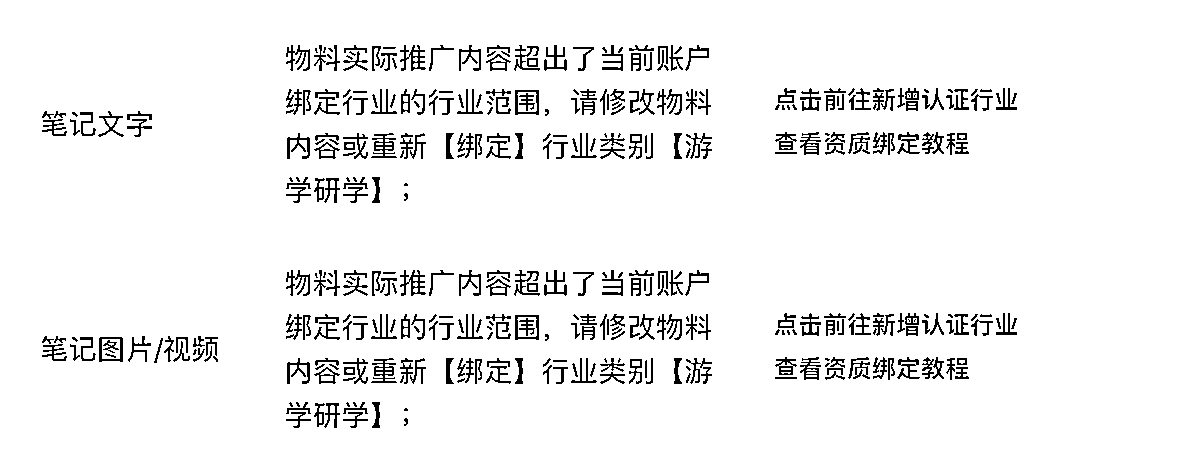 笔记文字
物料实际推广内容超出了当前账户
绑定行业的行业范围，请修改物料
内容或重新【绑定】行业类别【游
学研学】；
点击前往新增认证行业
查看资质绑定教程
笔记图片/视频
物料实际推广内容超出了当前账户
绑定行业的行业范围，请修改物料
内容或重新【绑定】行业类别【游
学研学】；
点击前往新增认证行业
查看资质绑定教程